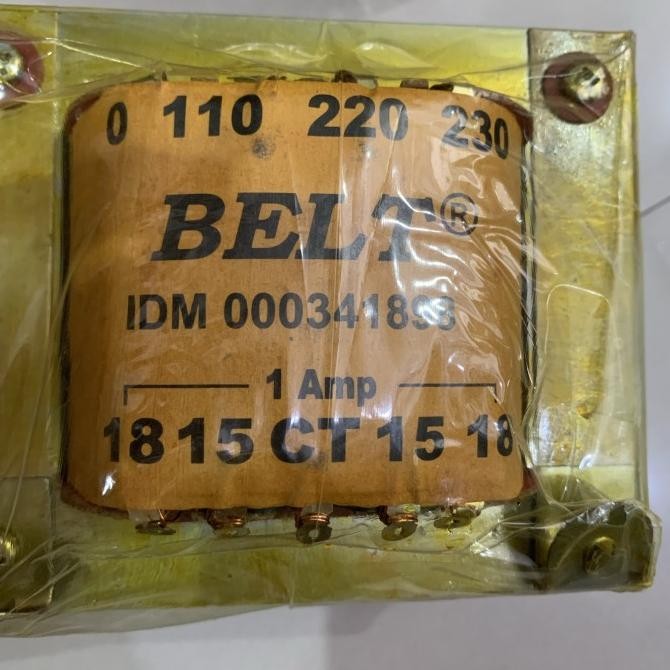 0 110 220 230
BELT®
IDM 000341898
1 Amp
18 15 CT 15 18